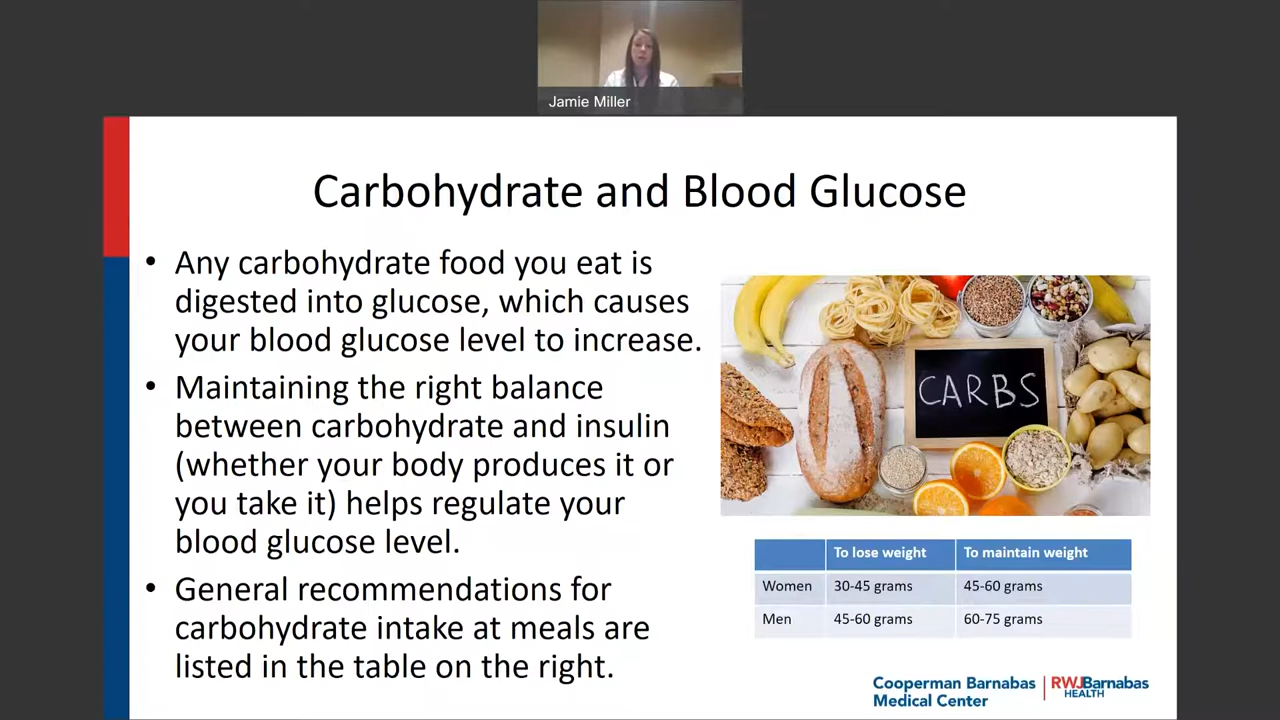 Jamie Miller
Carbohydrate and Blood Glucose
• Any carbohydrate food you eat is
digested into glucose, which causes
your blood glucose level to increase.
• Maintaining the right balance
between carbohydrate and insulin
(whether your body produces it or
you take it) helps regulate your
blood glucose level.
• General recommendations for
carbohydrate intake at meals are
listed in the table on the right.
CARBS
To lose weight To maintain weight
Women 30-45 grams 45-60 grams
Men 45-60 grams 60-75 grams
Cooperman Barnabas
Medical Center
RWJBarnabas
HEALTH